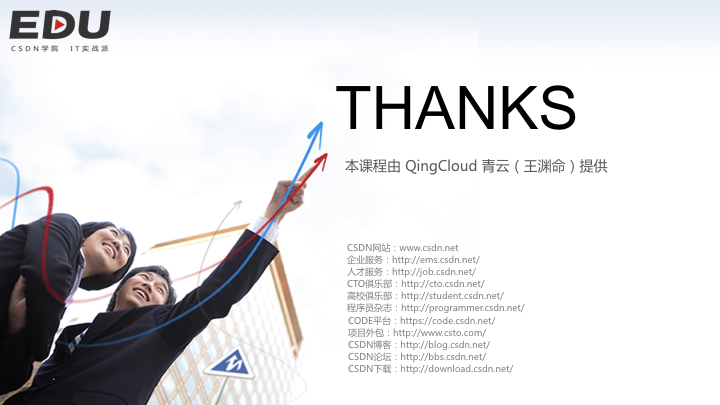 EDU
CSDN学院 IT实战派
THANKS
本课程由 QingCloud 青云（王渊命）提供
CSDN网站：www.csdn.net
企业服务：http://ems.csdn.net/
人才服务：http://job.csdn.net/
CTO俱乐部：http://cto.csdn.net/
高校俱乐部：http://student.csdn.net/
程序员杂志：http://programmer.csdn.net/
CODE平台：https://code.csdn.net/
项目外包：http://www.csto.com/
CSDN博客：http://blog.csdn.net/
CSDN论坛：http://bbs.csdn.net/
CSDN下载：http://download.csdn.net/